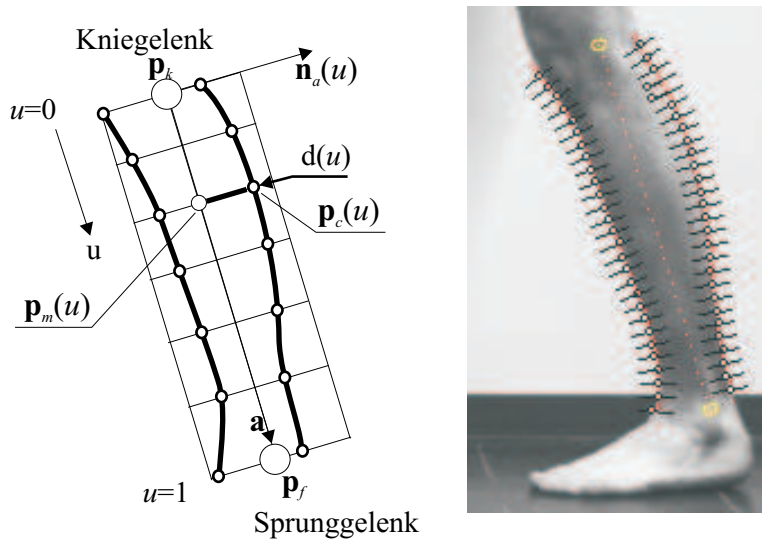 Kniegelenk
p_k
n_a(u)
u=0
d(u)
p_c(u)
u
p_m(u)
a
u=1
p_f
Sprunggelenk